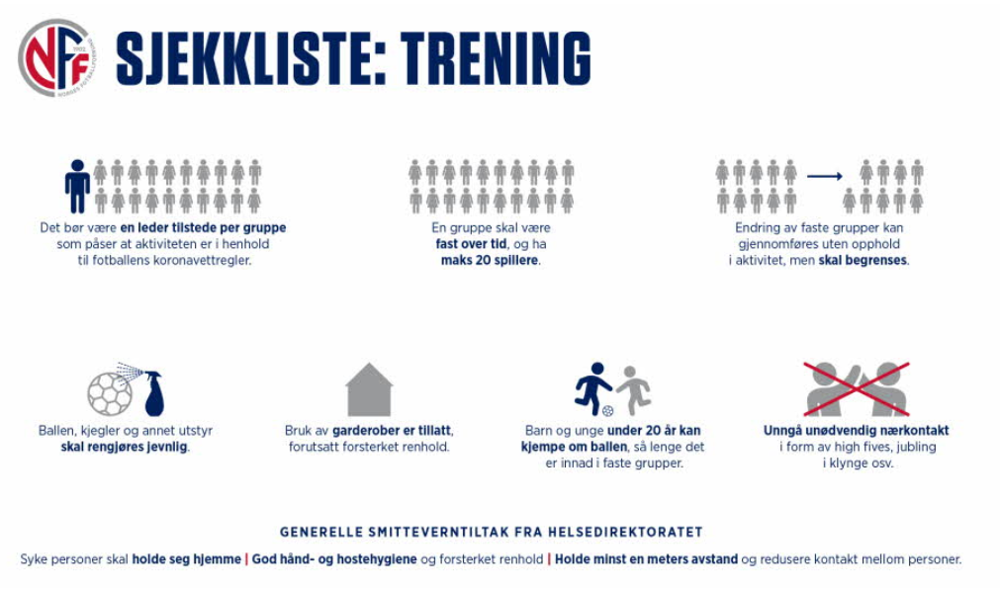 NFF
1902
NORGES FOTBALLFORBUND
SJEKKLISTE: TRENING
Det bør være en leder tilstede per gruppe
som påser at aktiviteten er i henhold
til fotballens koronavettregler.
En gruppe skal være
fast over tid, og ha
maks 20 spillere.
Endring av faste grupper kan
gjennomføres uten opphold
i aktivitet, men skal begrenses.
Ballen, kjegler og annet utstyr
skal rengjøres jevnlig.
Bruk av garderober er tillatt,
forutsatt forsterket renhold.
Barn og unge under 20 år kan
kjempe om ballen, så lenge det
er innad i faste grupper.
Unngå unødvendig nærkontakt
i form av high fives, jubling
i klynge osv.
GENERELLE SMITTEVERNTILTAK FRA HELSEDIREKTORATET
Syke personer skal holde seg hjemme | God hånd- og hostehygiene og forsterket renhold | Holde minst en meters avstand og redusere kontakt mellom personer.